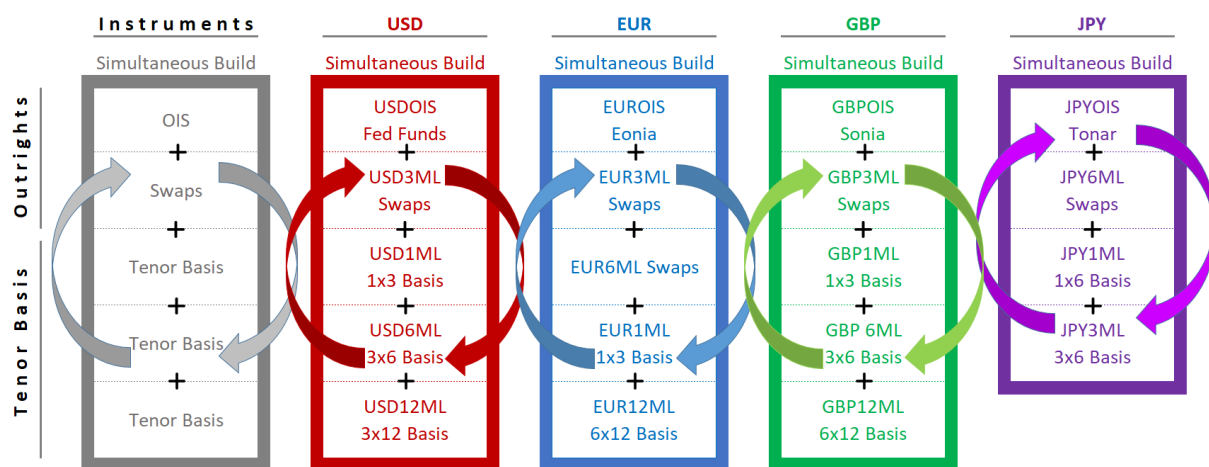 Instruments
USD
EUR
GBP
JPY
Simultaneous Build
Simultaneous Build
Simultaneous Build
Simultaneous Build
Simultaneous Build
Outrights
Tenor Basis
OIS
+
Swaps
+
Tenor Basis
+
Tenor Basis
+
Tenor Basis
USDOIS
Fed Funds
+
USD3ML
Swaps
+
USD1ML
1x3 Basis
+
USD6ML
3x6 Basis
+
USD12ML
3x12 Basis
EUROIS
Eonia
+
EUR3ML
Swaps
+
EUR6ML Swaps
+
EUR1ML
1x3 Basis
+
EUR12ML
6x12 Basis
GBPOIS
Sonia
+
GBP3ML
Swaps
+
GBP1ML
1x3 Basis
+
GBP 6ML
3x6 Basis
+
GBP12ML
6x12 Basis
JPYOIS
Tonar
+
JPY6ML
Swaps
+
JPY1ML
1x6 Basis
+
JPY3ML
3x6 Basis